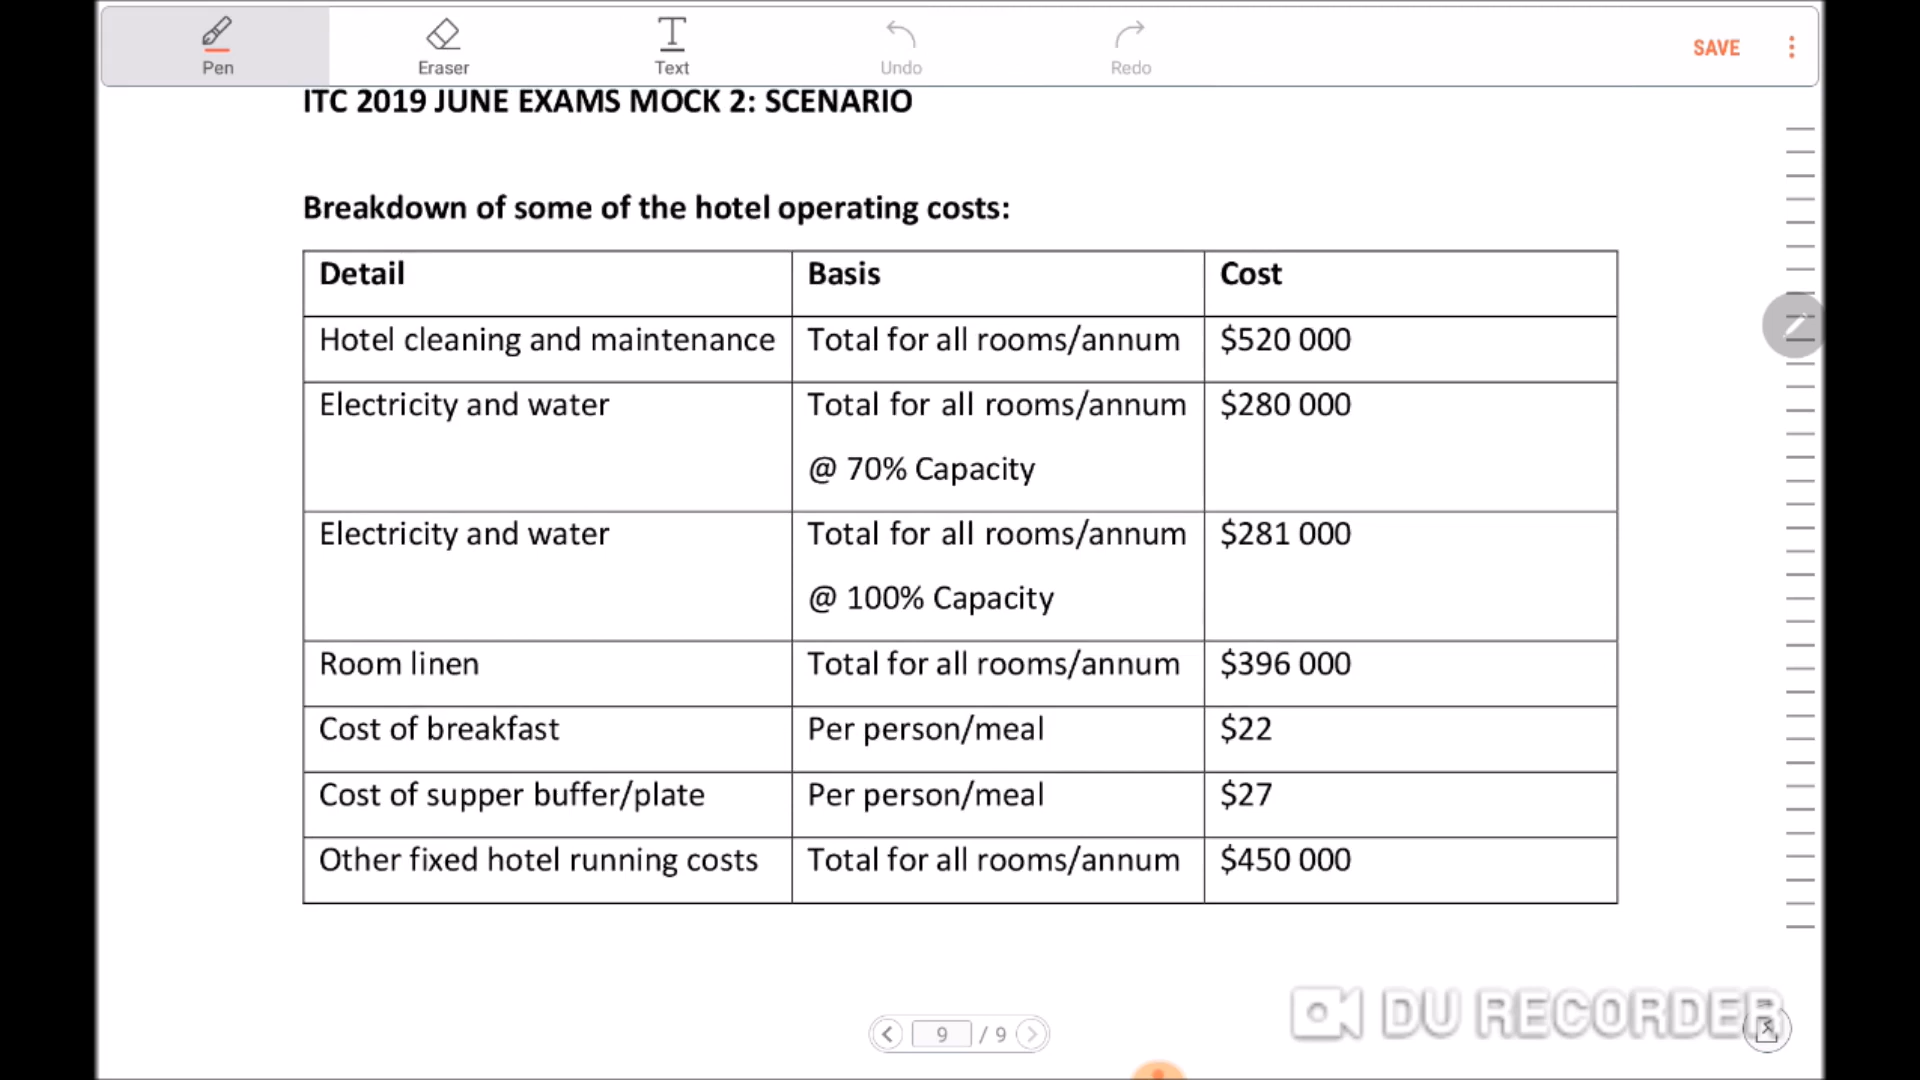 Pen
Eraser
Text
Undo
Redo
SAVE
ITC 2019 JUNE EXAMS MOCK 2: SCENARIO
Breakdown of some of the hotel operating costs:
Detail Basis Cost
Hotel cleaning and maintenance Total for all rooms/annum $520 000
Electricity and water Total for all rooms/annum $280 000
@ 70% Capacity
Electricity and water Total for all rooms/annum $281 000
@ 100% Capacity
Room linen Total for all rooms/annum $396 000
Cost of breakfast Per person/meal $22
Cost of supper buffer/plate Per person/meal $27
Other fixed hotel running costs Total for all rooms/annum $450 000
9 / 9
DU RECORDER